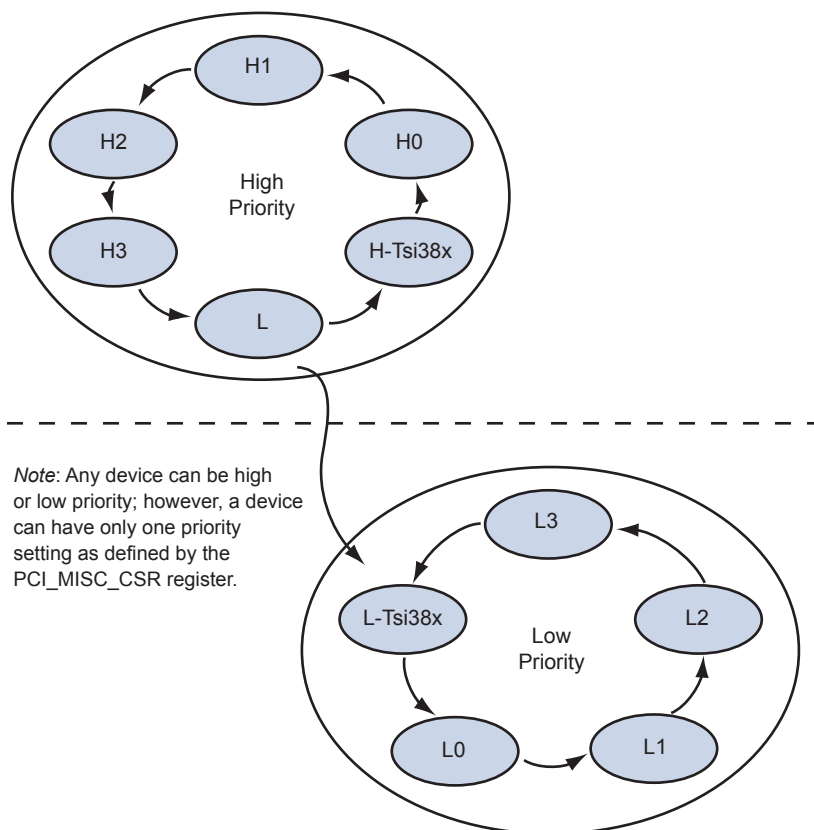 H1
H2
H0
High
Priority
H3
H-Tsi38x
L
Note: Any device can be high
or low priority; however, a device
can have only one priority
setting as defined by the
PCI_MISC_CSR register.
L3
L-Tsi38x
L2
Low
Priority
L0
L1